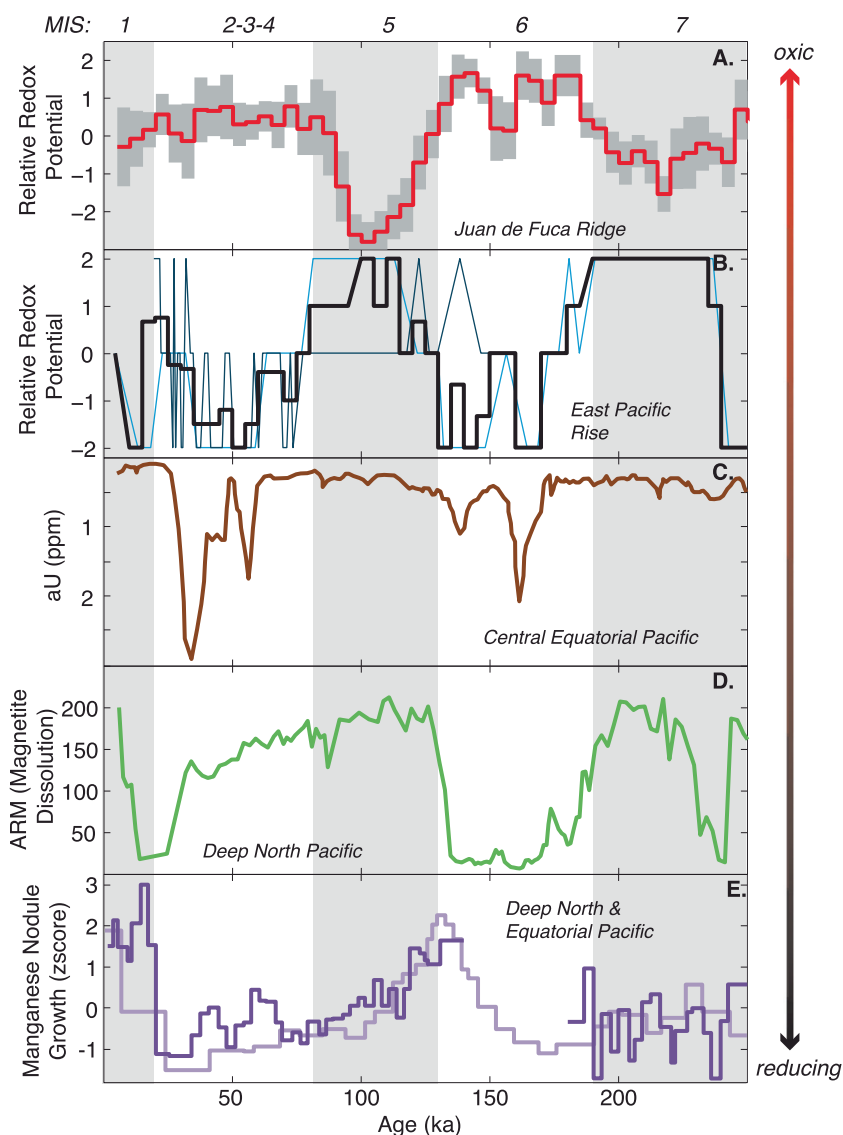 MIS: 1 2-3-4 5 6 7
oxic
A.
Relative Redox
Potential
2
1
0
−1
−2
Juan de Fuca Ridge
B.
Relative Redox
Potential
2
1
0
−1
−2
East Pacific
Rise
C.
aU (ppm)
1
2
Central Equatorial Pacific
D.
ARM (Magnetite
Dissolution)
200
150
100
50
Deep North Pacific
E.
Manganese Nodule
Growth (zscore)
3
2
1
0
-1
Deep North &
Equatorial Pacific
reducing
50 100 150 200
Age (ka)